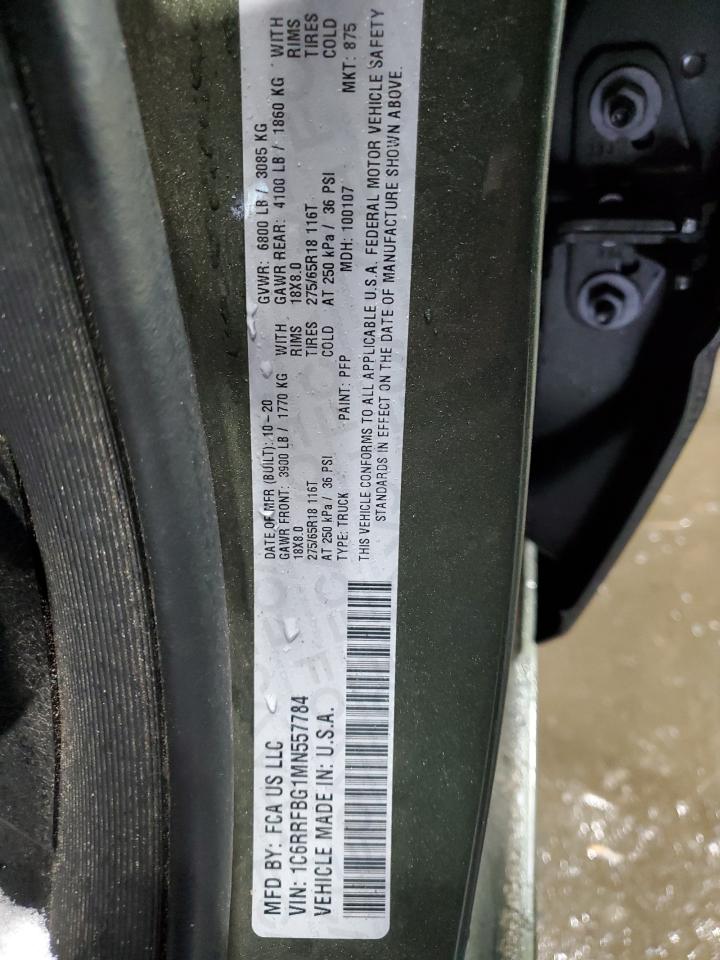 MFD BY: FCA US LLC
VIN: 1C6RRFBG1MN557784
VEHICLE MADE IN: U.S.A.
DATE OF MFR (BUILT): 10-20
GVWR: 6800 LB / 3085 KG
GAWR FRONT: 3900 LB / 1770 KG WITH
GAWR REAR: 4100 LB / 1860 KG WITH
18X8.0 RIMS
18X8.0 RIMS
275/65R18 116T TIRES
275/65R18 116T TIRES
AT 250 kPa / 36 PSI COLD
AT 250 kPa / 36 PSI COLD
TYPE: TRUCK PAINT: PFP MDH: 100107 MKT: 875
THIS VEHICLE CONFORMS TO ALL APPLICABLE U.S.A. FEDERAL MOTOR VEHICLE SAFETY
STANDARDS IN EFFECT ON THE DATE OF MANUFACTURE SHOWN ABOVE.